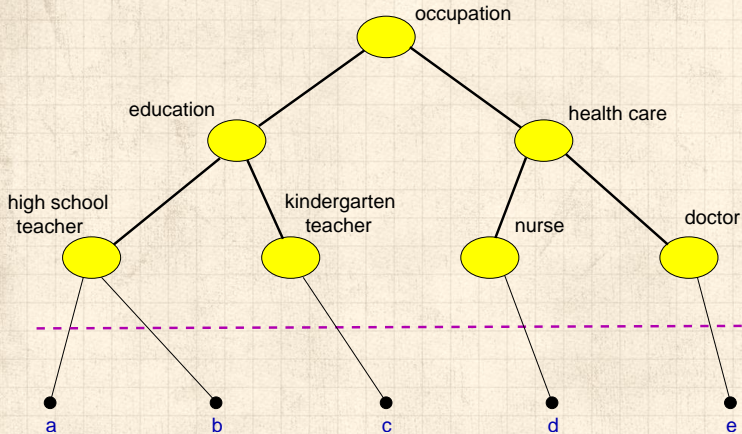 occupation
education
health care
high school
teacher
kindergarten
teacher
nurse
doctor
a
b
c
d
e